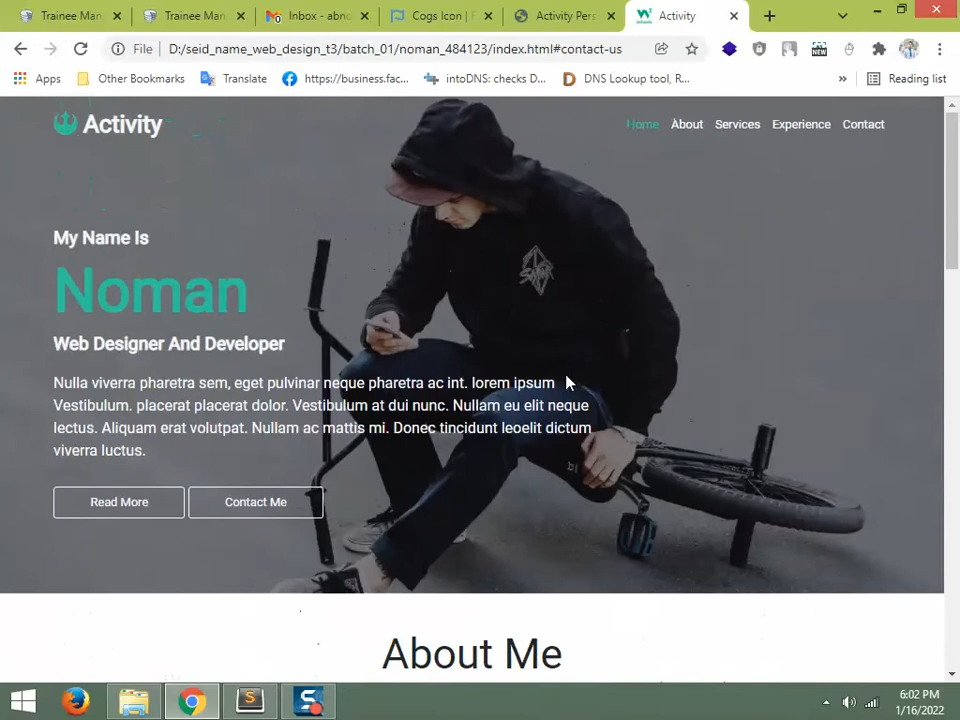 Trainee Man
Trainee Man
Inbox - abno
Cogs Icon | F
Activity Pers
Activity
File
D:/seid_name_web_design_t3/batch_01/noman_484123/index.html#contact-us
NEW
Apps
Other Bookmarks
Translate
https://business.fac...
intoDNS: checks D...
DNS Lookup tool, R...
»
Reading list
Activity
Home
About
Services
Experience
Contact
My Name Is
Noman
Web Designer And Developer
Nulla viverra pharetra sem, eget pulvinar neque pharetra ac int. lorem ipsum
Vestibulum. placerat placerat dolor. Vestibulum at dui nunc. Nullam eu elit neque
lectus. Aliquam erat volutpat. Nullam ac mattis mi. Donec tincidunt leoelit dictum
viverra luctus.
Read More
Contact Me
About Me
6:02 PM
1/16/2022